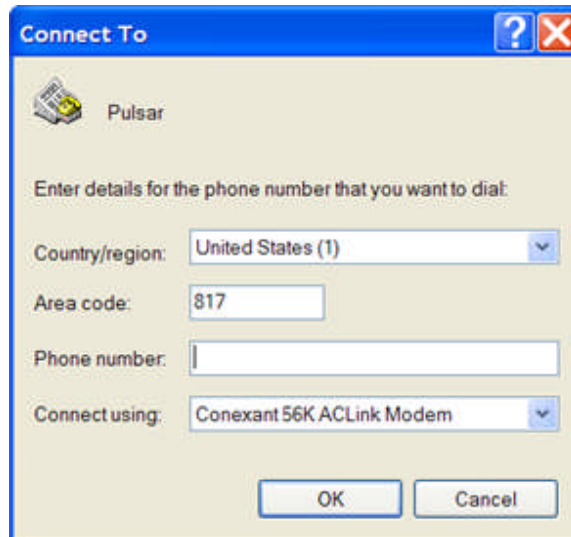 Connect To
Pulsar
Enter details for the phone number that you want to dial:
Country/region: United States (1)
Area code: 817
Phone number:
Connect using: Conexant 56K ACLink Modem
OK Cancel